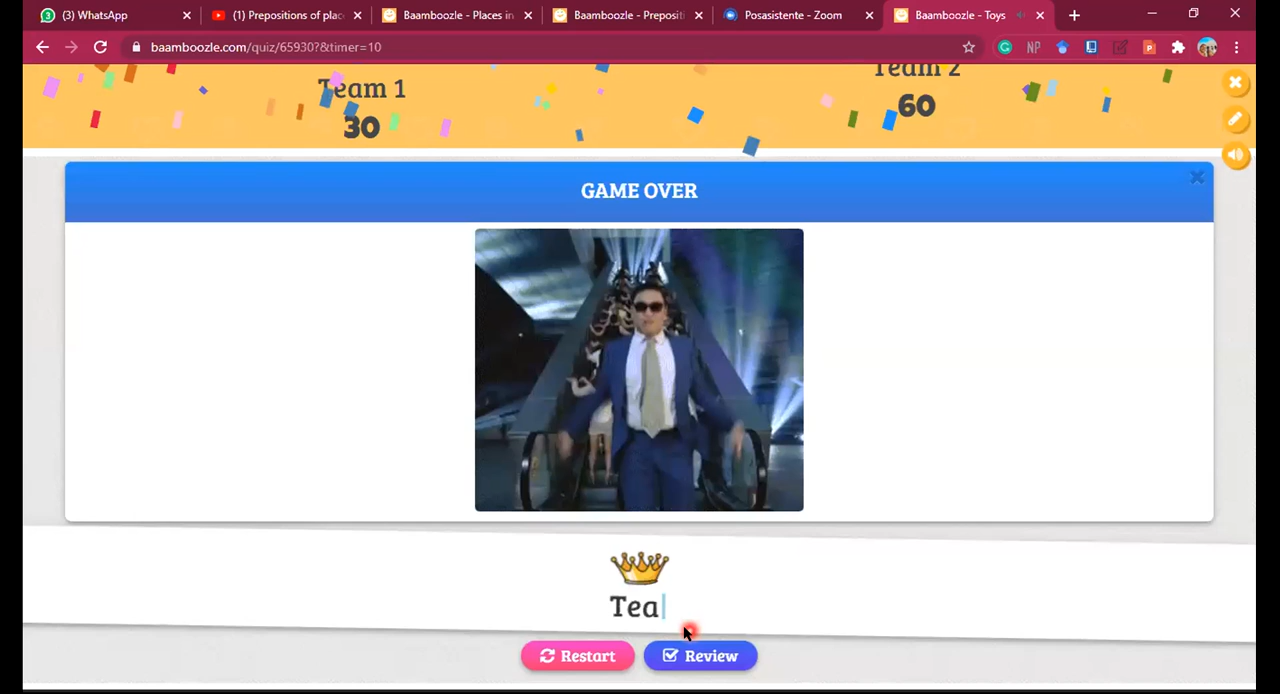 (3) WhatsApp
(1) Prepositions of plac
Baamboozle - Places in
Baamboozle - Preposit
Posasistente - Zoom
Baamboozle - Toys
baamboozle.com/quiz/65930?&timer=10
NP
Team 1
30
Team 2
60
GAME OVER
Tea
Restart
Review